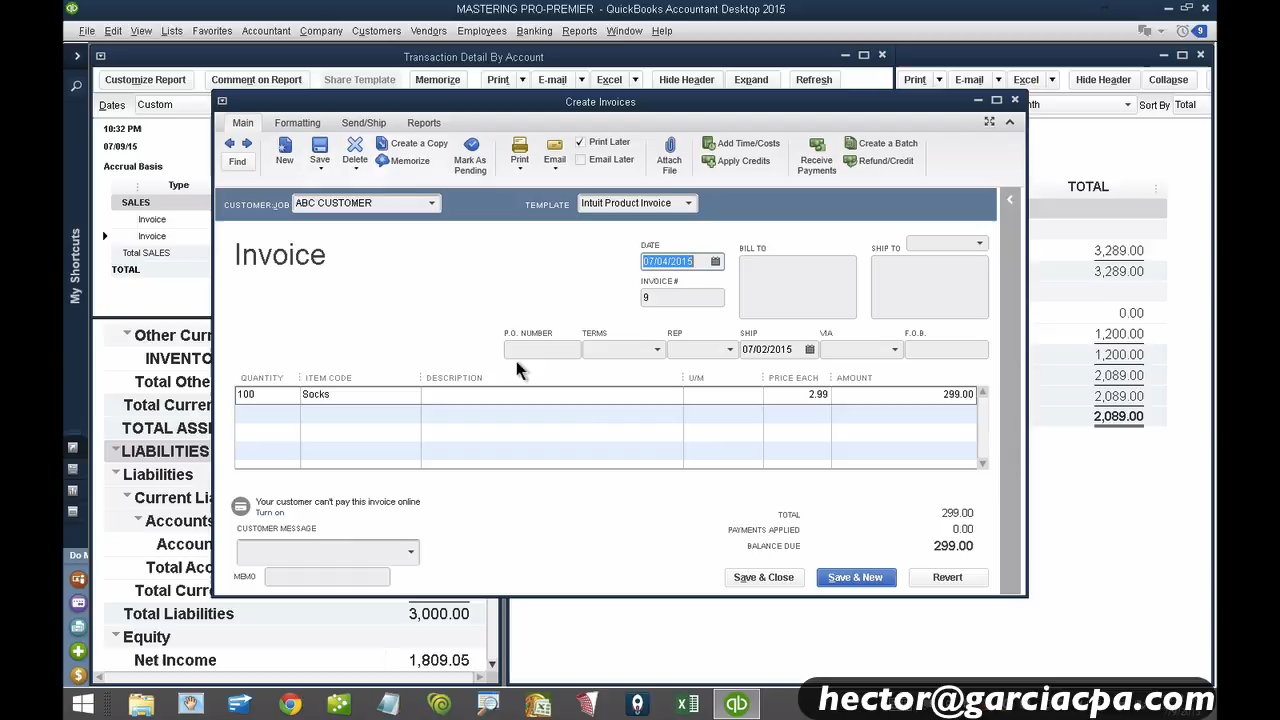 MASTERING PRO-PREMIER - QuickBooks Accountant Desktop 2015
File Edit View Lists Favorites Accountant Company Customers Vendors Employees Banking Reports Window Help 9
Transaction Detail By Account
Customize Report Comment on Report Share Template Memorize Print E-mail Excel Hide Header Expand Refresh
Print E-mail Excel Hide Header Collapse
Dates Custom
Sort By Total
10:32 PM
07/09/15
Accrual Basis
Type
SALES
Invoice
Invoice
Total SALES
TOTAL
My Shortcuts
Other Curr
INVENTO
Total Othe
Total Curren
TOTAL ASS
LIABILITIES
Liabilities
Current Lia
Accounts
Accoun
Total Acc
Total Curre
Total Liabilities 3,000.00
Equity
Net Income 1,809.05
TOTAL
3,289.00
3,289.00
0.00
1,200.00
1,200.00
2,089.00
2,089.00
2,089.00
Create Invoices
Main Formatting Send/Ship Reports
Find
New
Save
Delete
Create a Copy
Memorize
Mark As
Pending
Print
Email
Print Later
Email Later
Attach
File
Add Time/Costs
Apply Credits
Receive
Payments
Create a Batch
Refund/Credit
CUSTOMER:JOB ABC CUSTOMER TEMPLATE Intuit Product Invoice
Invoice
DATE
07/04/2015
INVOICE #
9
BILL TO
SHIP TO
P.O. NUMBER TERMS REP SHIP VIA F.O.B.
07/02/2015
QUANTITY ITEM CODE DESCRIPTION U/M PRICE EACH AMOUNT
100 Socks 2.99 299.00
Your customer can't pay this invoice online
Turn on
CUSTOMER MESSAGE
MEMO
TOTAL 299.00
PAYMENTS APPLIED 0.00
BALANCE DUE 299.00
Save & Close Save & New Revert
hector@garciacpa.com